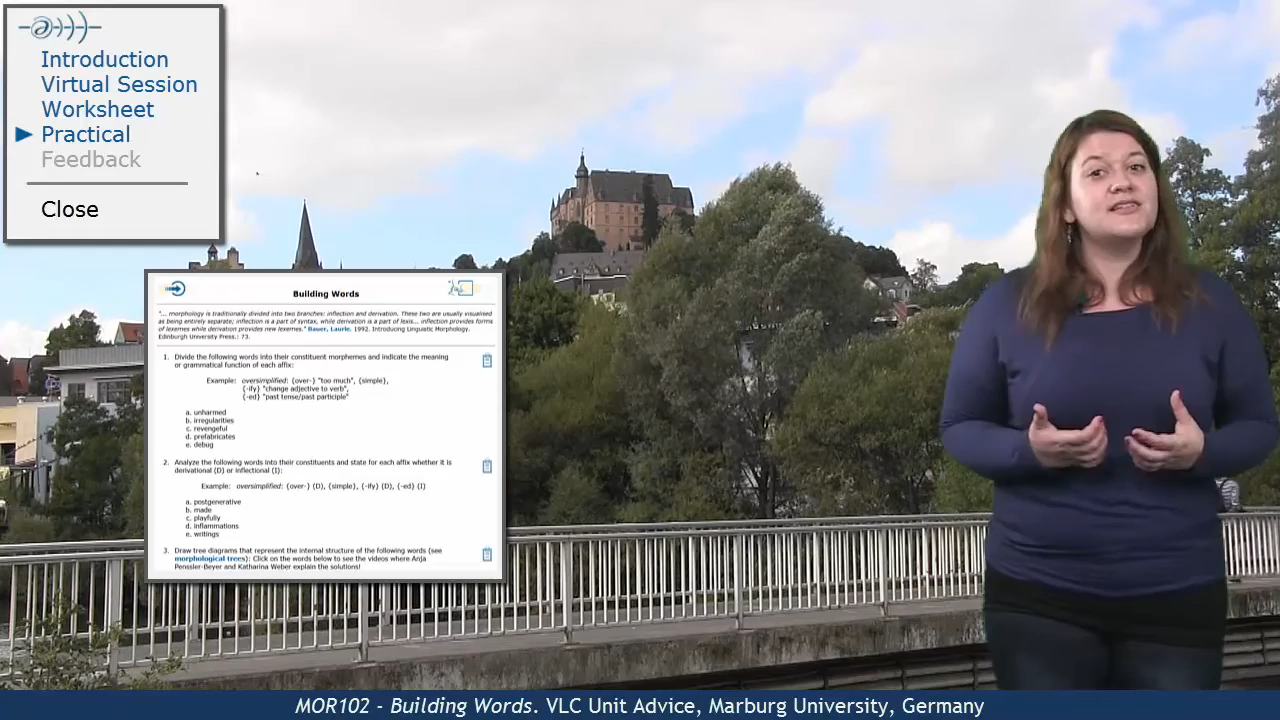 Introduction
Virtual Session
Worksheet
Practical
Feedback
Close
Building Words
"... morphology is traditionally divided into two branches: inflection and derivation. These two are usually visualised
as being entirely separate; inflection is a part of syntax, while derivation is a part of lexis... inflection provides forms
of lexemes while derivation provides new lexemes." Bauer, Laurie. 1992. Introducing Linguistic Morphology.
Edinburgh University Press.: 73.
1. Divide the following words into their constituent morphemes and indicate the meaning
or grammatical function of each affix:
Example: oversimplified: {over-} "too much", {simple},
{-ify} "change adjective to verb",
{-ed} "past tense/past participle"
a. unharmed
b. irregularities
c. revengeful
d. prefabricates
e. debug
2. Analyze the following words into their constituents and state for each affix whether it is
derivational (D) or inflectional (I):
Example: oversimplified: {over-} (D), {simple}, {-ify} (D), {-ed} (I)
a. postgenerative
b. made
c. playfully
d. inflammations
e. writings
3. Draw tree diagrams that represent the internal structure of the following words (see
morphological trees): Click on the words below to see the videos where Anja
Penssler-Beyer and Katharina Weber explain the solutions!
MOR102 - Building Words. VLC Unit Advice, Marburg University, Germany